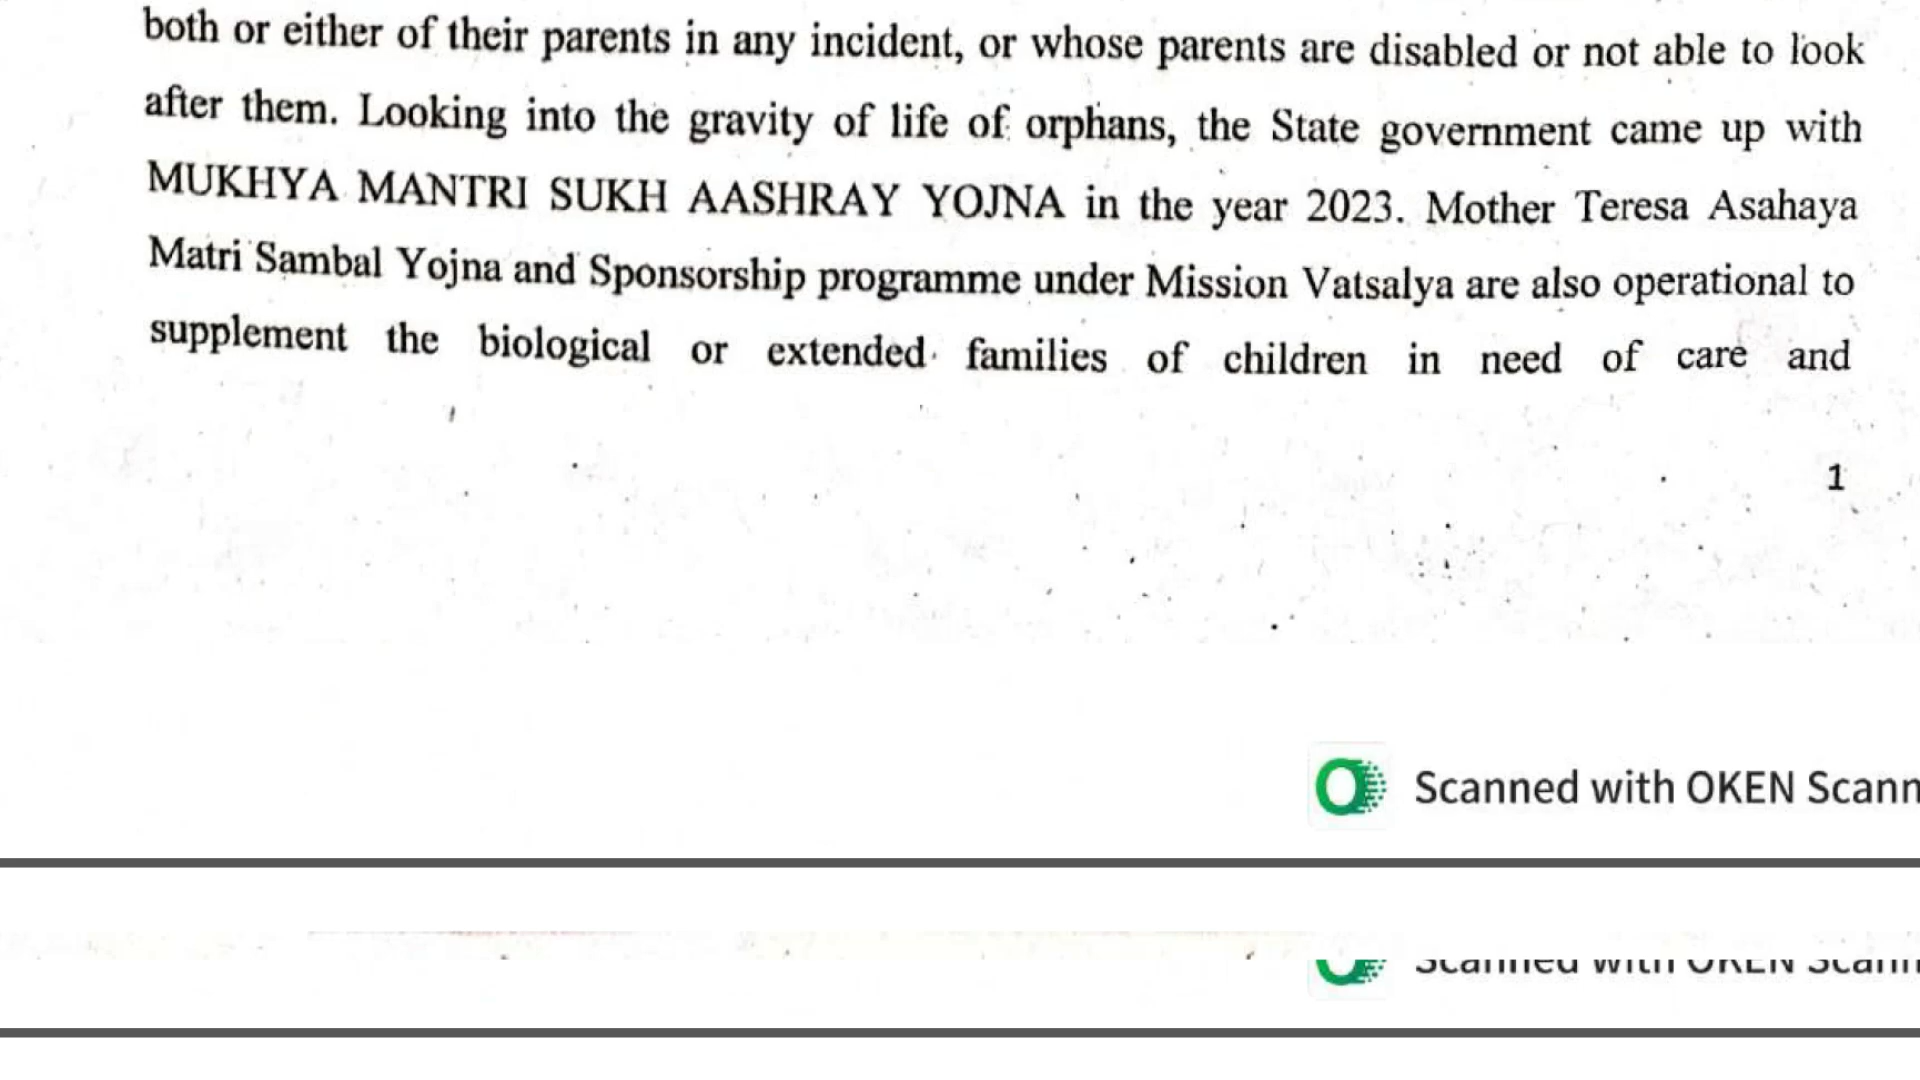 both or either of their parents in any incident, or whose parents are disabled or not able to look
after them. Looking into the gravity of life of orphans, the State government came up with
MUKHYA MANTRI SUKH AASHRAY YOJNA in the year 2023. Mother Teresa Asahaya
Matri Sambal Yojna and Sponsorship programme under Mission Vatsalya are also operational to
supplement the biological or extended families of children in need of care and
1
Scanned with OKEN Scann
Scanned with OKEN Scann